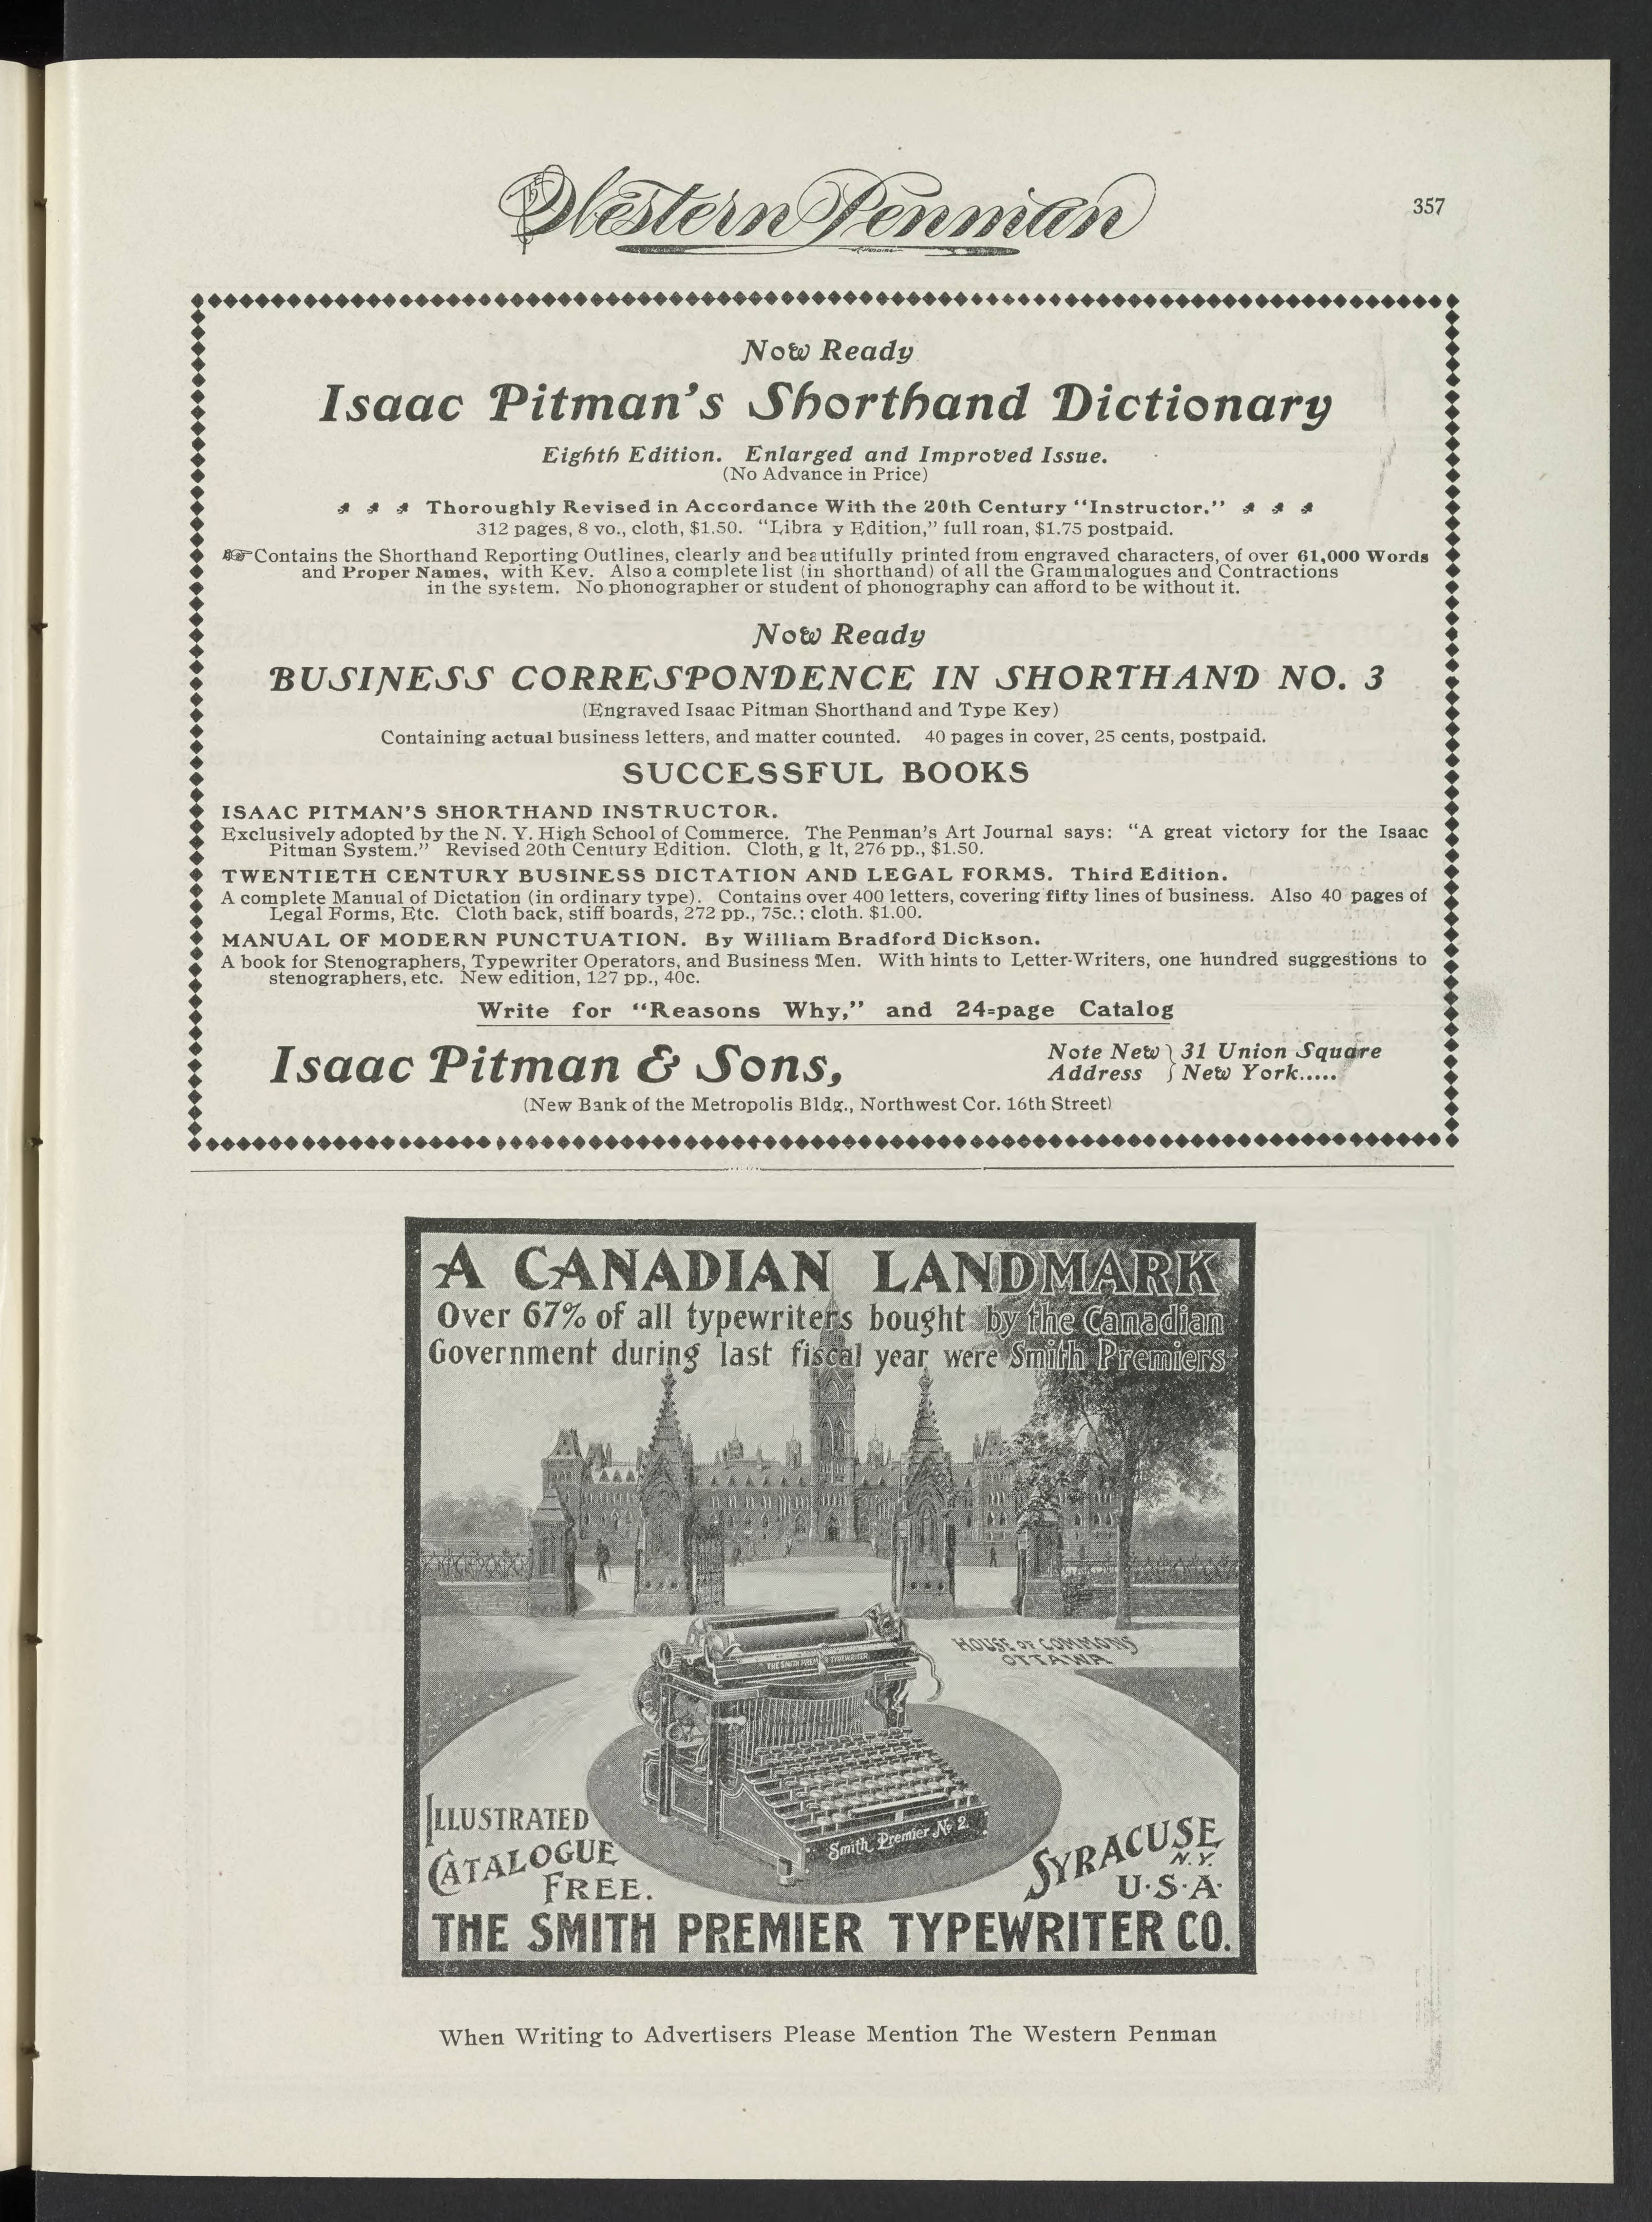 The Western Penman
357
Now Ready
Isaac Pitman's Shorthand Dictionary
Eighth Edition. Enlarged and Improved Issue.
(No Advance in Price)
Thoroughly Revised in Accordance With the 20th Century "Instructor."
312 pages, 8 vo., cloth, $1.50. "Libra y Edition," full roan, $1.75 postpaid.
☞Contains the Shorthand Reporting Outlines, clearly and beautifully printed from engraved characters, of over 61,000 Words
and Proper Names, with Key. Also a complete list (in shorthand) of all the Grammalogues and Contractions
in the system. No phonographer or student of phonography can afford to be without it.
Now Ready
BUSINESS CORRESPONDENCE IN SHORTHAND NO. 3
(Engraved Isaac Pitman Shorthand and Type Key)
Containing actual business letters, and matter counted. 40 pages in cover, 25 cents, postpaid.
SUCCESSFUL BOOKS
ISAAC PITMAN'S SHORTHAND INSTRUCTOR.
Exclusively adopted by the N. Y. High School of Commerce. The Penman's Art Journal says: "A great victory for the Isaac
Pitman System." Revised 20th Century Edition. Cloth, g lt, 276 pp., $1.50.
TWENTIETH CENTURY BUSINESS DICTATION AND LEGAL FORMS. Third Edition.
A complete Manual of Dictation (in ordinary type). Contains over 400 letters, covering fifty lines of business. Also 40 pages of
Legal Forms, Etc. Cloth back, stiff boards, 272 pp., 75c.; cloth. $1.00.
MANUAL OF MODERN PUNCTUATION. By William Bradford Dickson.
A book for Stenographers, Typewriter Operators, and Business Men. With hints to Letter-Writers, one hundred suggestions to
stenographers, etc. New edition, 127 pp., 40c.
Write for "Reasons Why," and 24-page Catalog
Isaac Pitman & Sons,
Note New } 31 Union Square
Address } New York.....
(New Bank of the Metropolis Bldg., Northwest Cor. 16th Street)
A CANADIAN LANDMARK
Over 67% of all typewriters bought by the Canadian
Government during last fiscal year were Smith Premiers
THE SMITH PREMIER TYPEWRITER
HOUSE OF COMMONS
OTTAWA
Smith Premier No 2.
ILLUSTRATED
CATALOGUE
FREE.
SYRACUSE
N.Y.
U.S.A.
THE SMITH PREMIER TYPEWRITER CO.
When Writing to Advertisers Please Mention The Western Penman